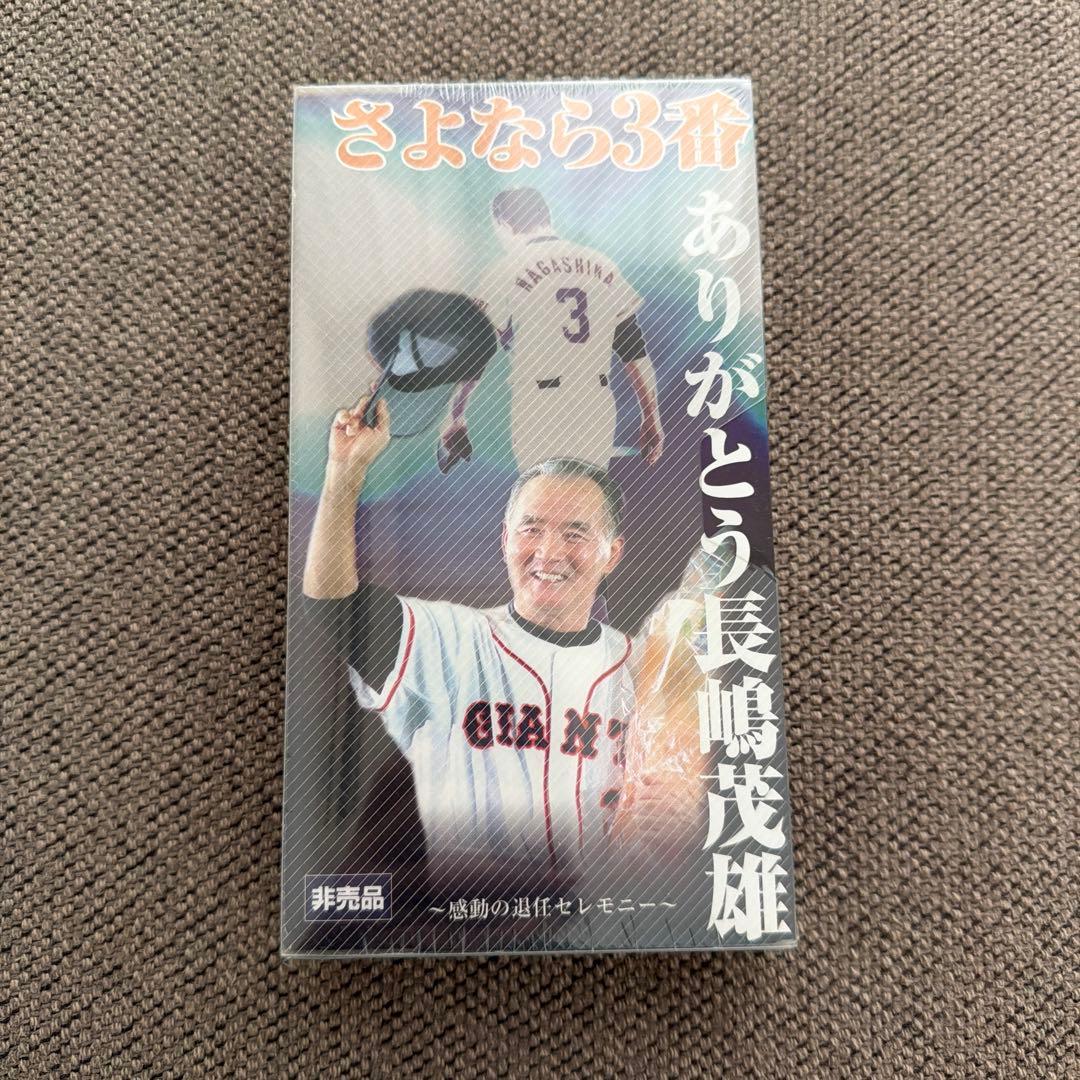 さよなら3番
ありがとう長嶋茂雄
NAGASHIMA
3
GIANT
非売品
～感動の退任セレモニー～